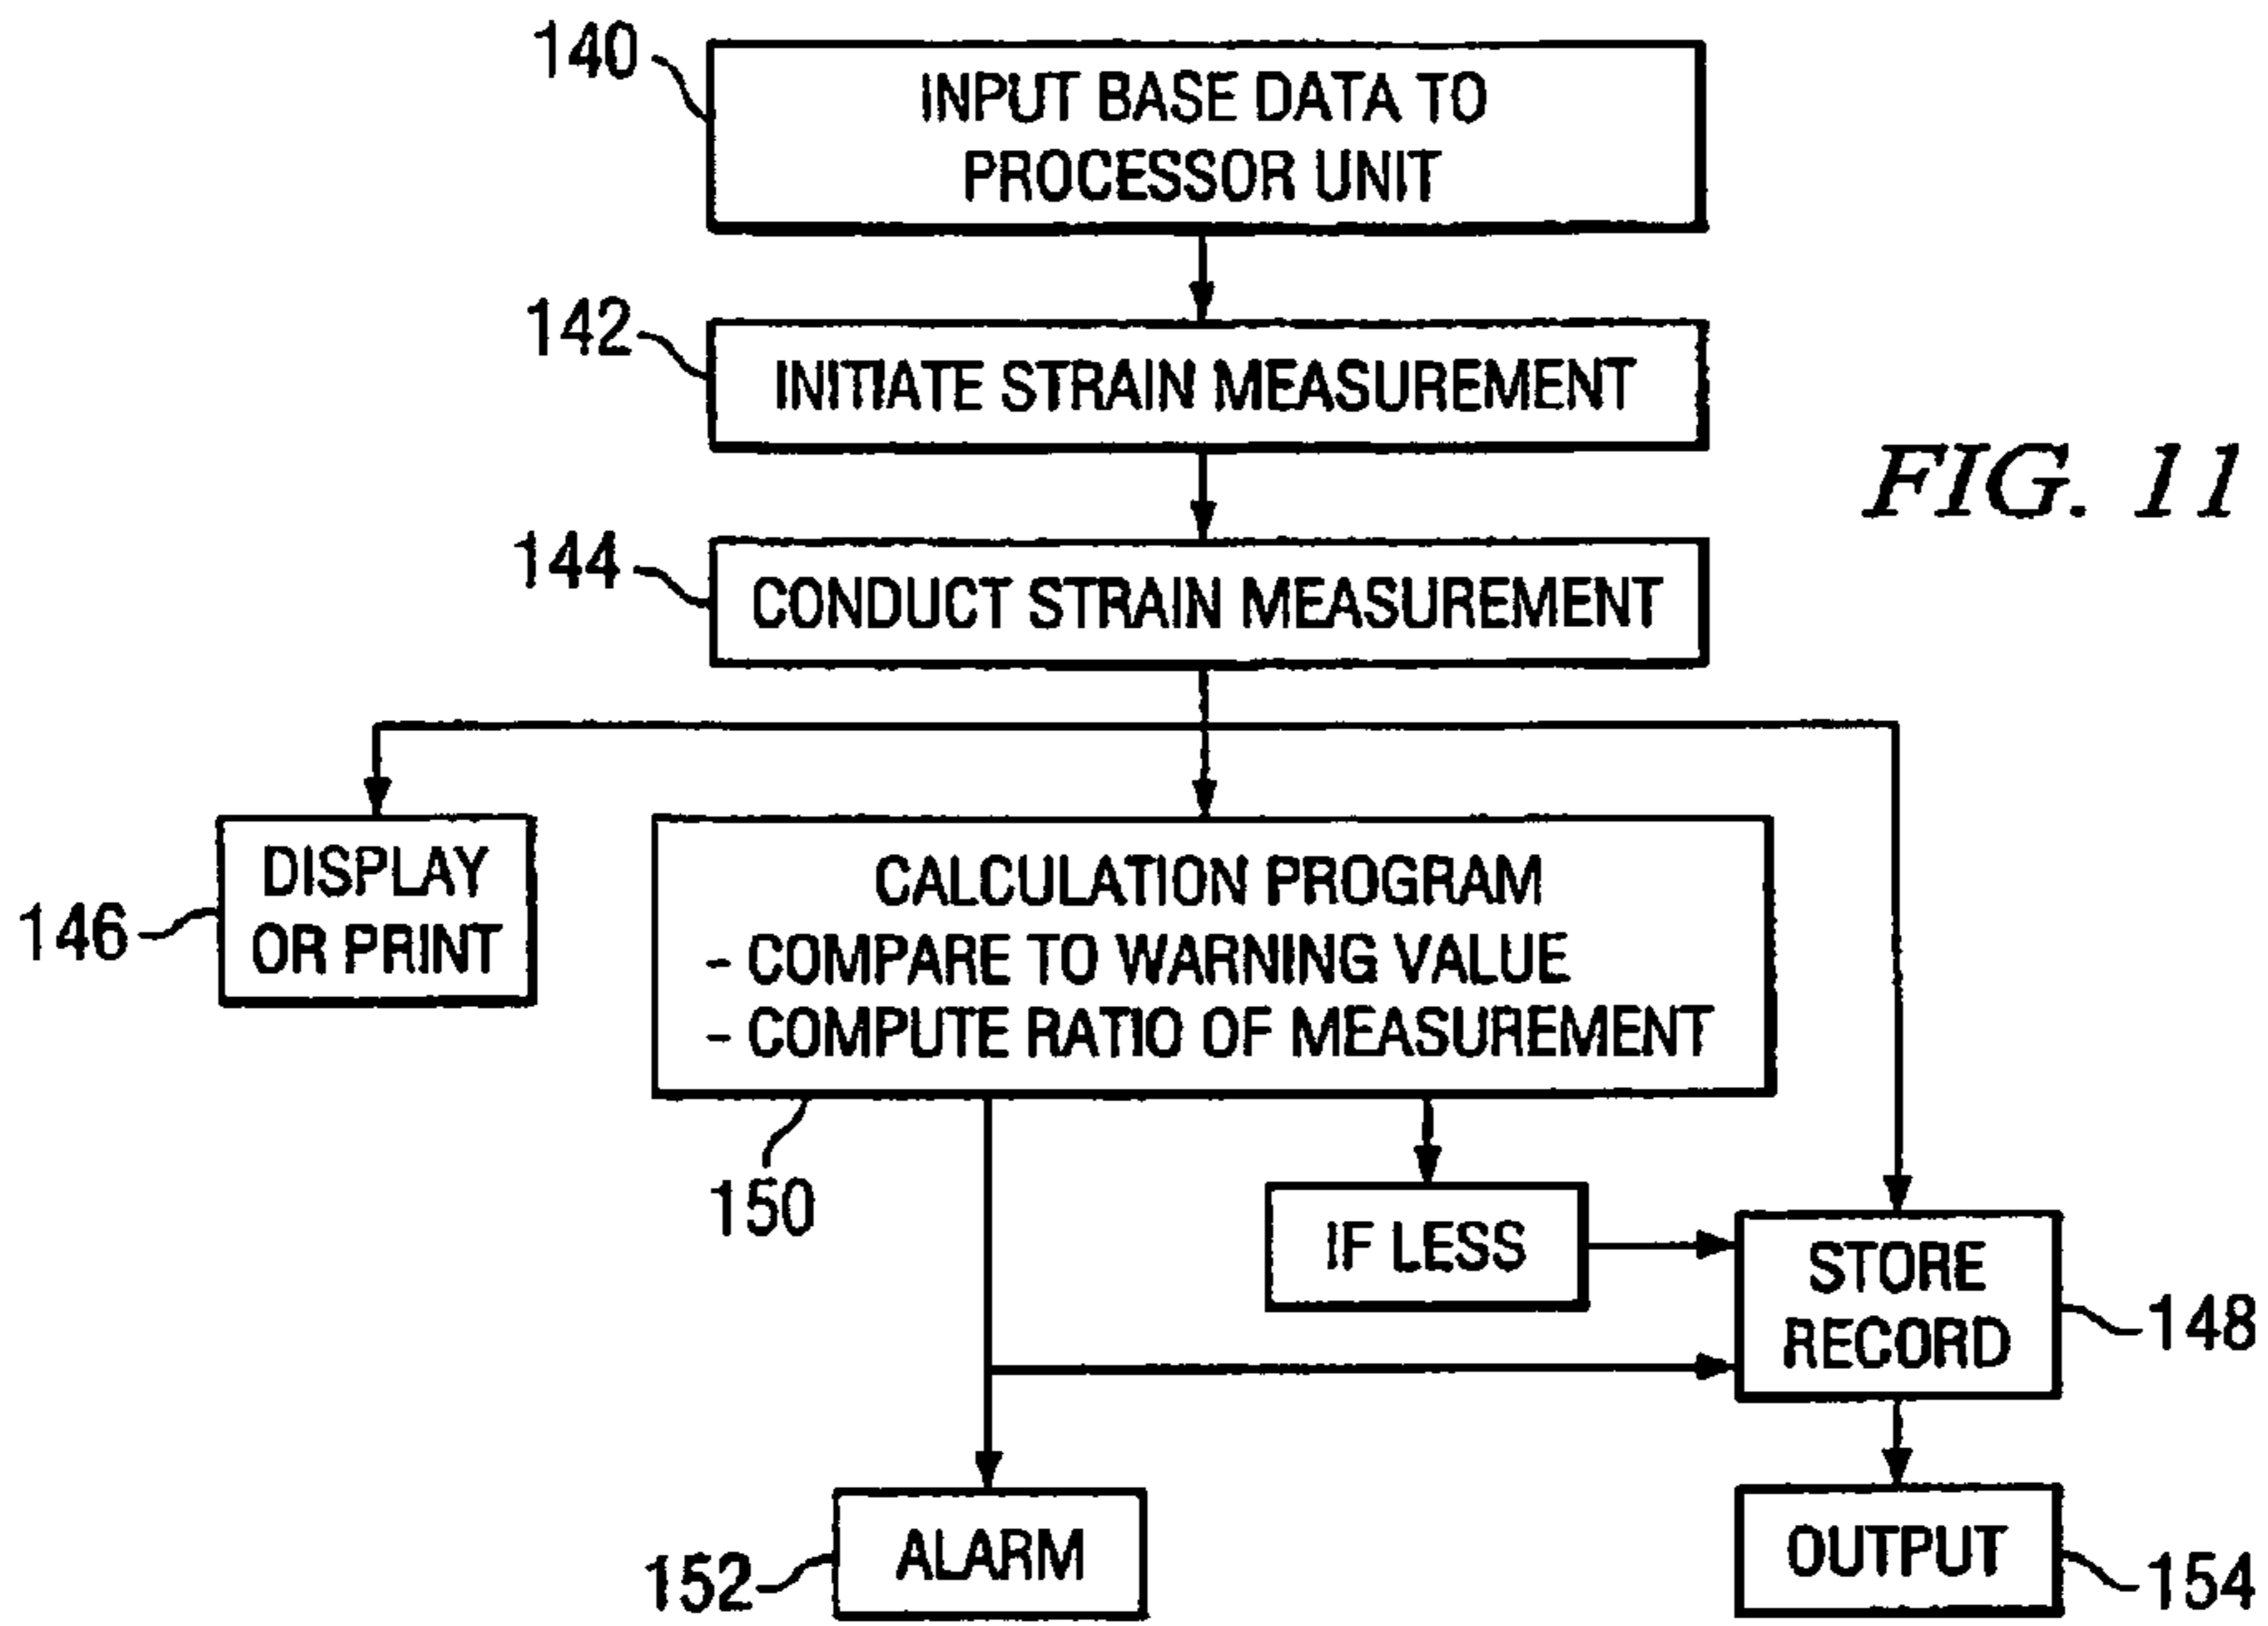 140
INPUT BASE DATA TO
PROCESSOR UNIT
142
INITIATE STRAIN MEASUREMENT
FIG. 11
144
CONDUCT STRAIN MEASUREMENT
146
DISPLAY
OR PRINT
CALCULATION PROGRAM
- COMPARE TO WARNING VALUE
- COMPUTE RATIO OF MEASUREMENT
150
IF LESS
STORE
RECORD
148
152
ALARM
OUTPUT
154